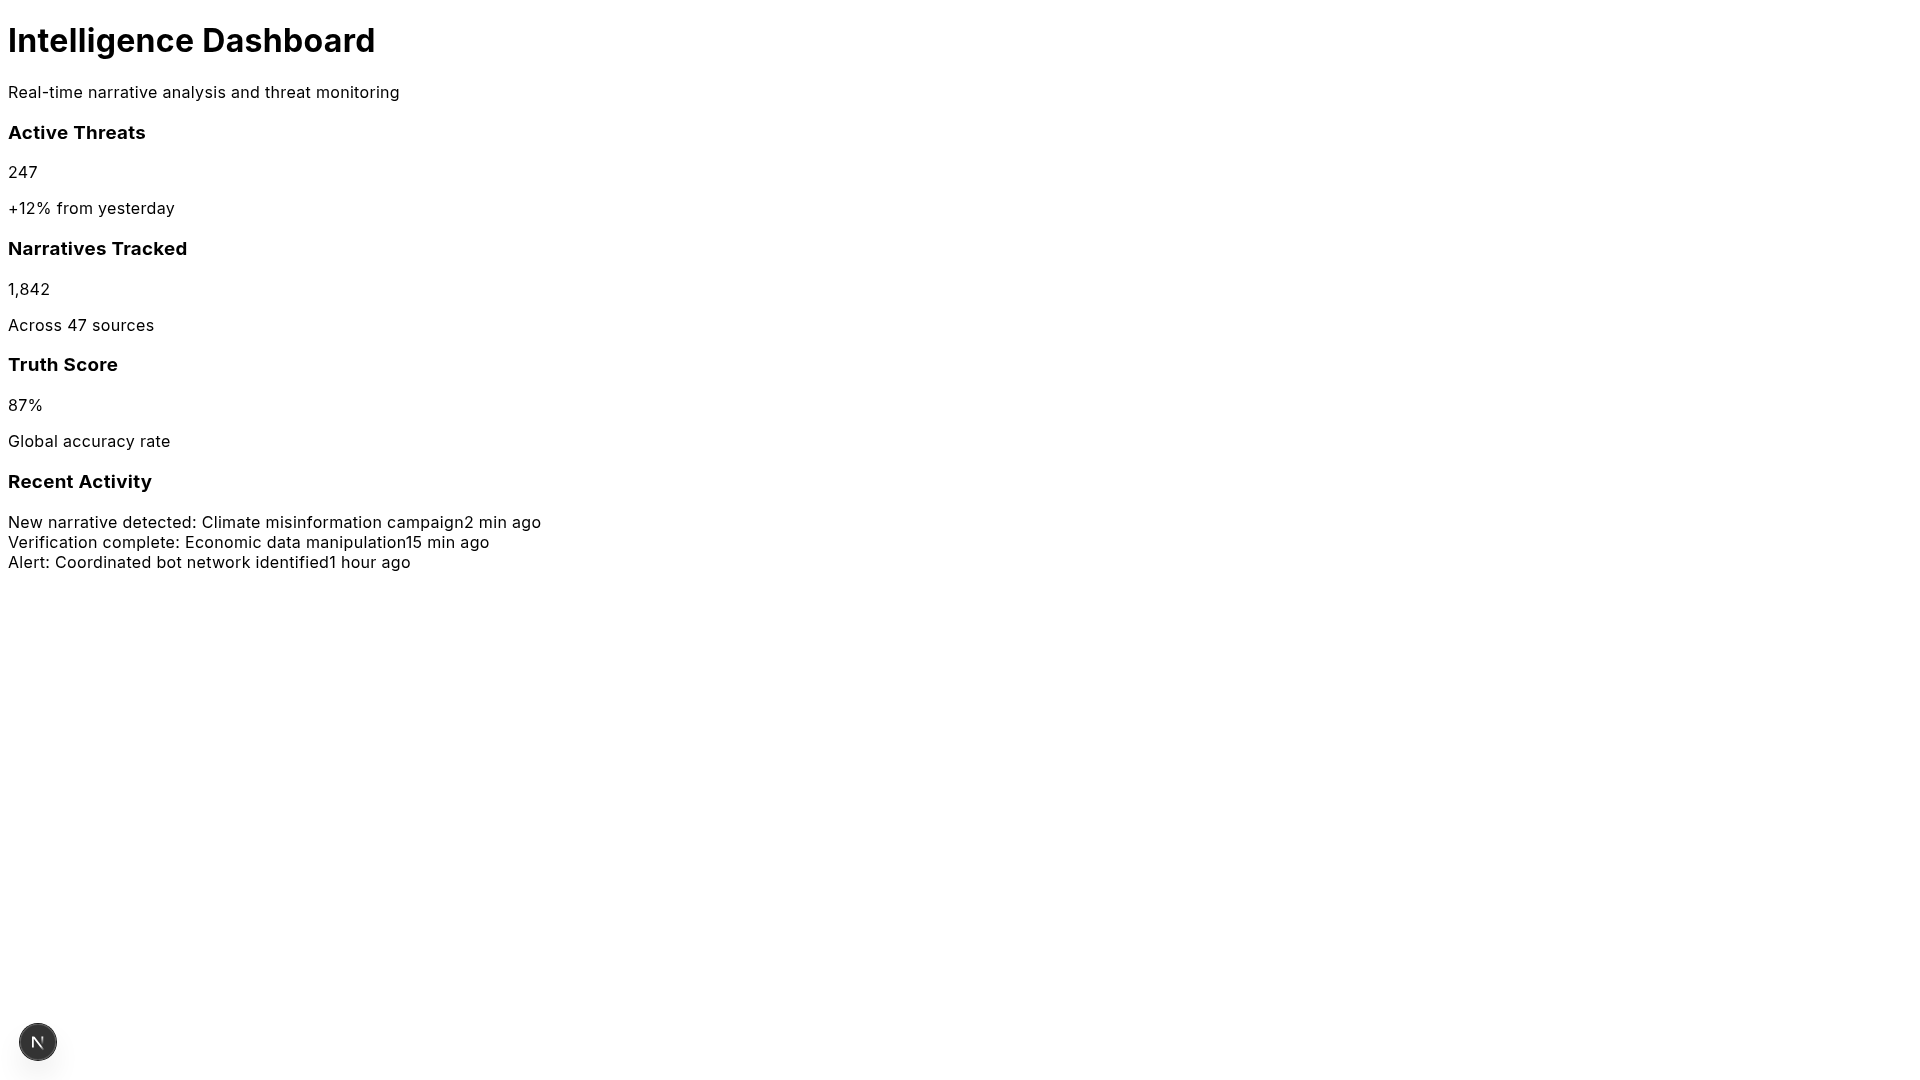 Intelligence Dashboard
Real-time narrative analysis and threat monitoring
Active Threats
247
+12% from yesterday
Narratives Tracked
1,842
Across 47 sources
Truth Score
87%
Global accuracy rate
Recent Activity
New narrative detected: Climate misinformation campaign2 min ago
Verification complete: Economic data manipulation15 min ago
Alert: Coordinated bot network identified1 hour ago
N